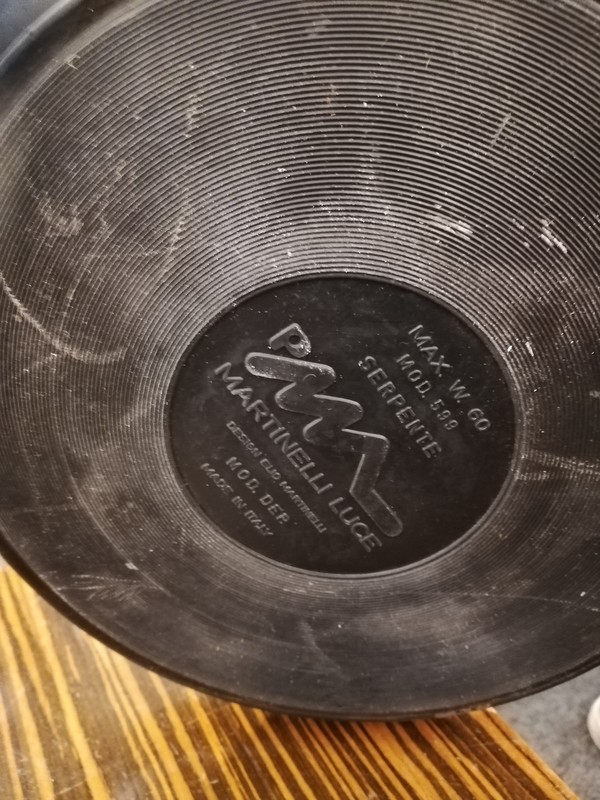 MAX. W. 60
MOD. 599
SERPENTE
MARTINELLI LUCE
DESIGN ELIO MARTINELLI
MOD. DEP.
MADE IN ITALY